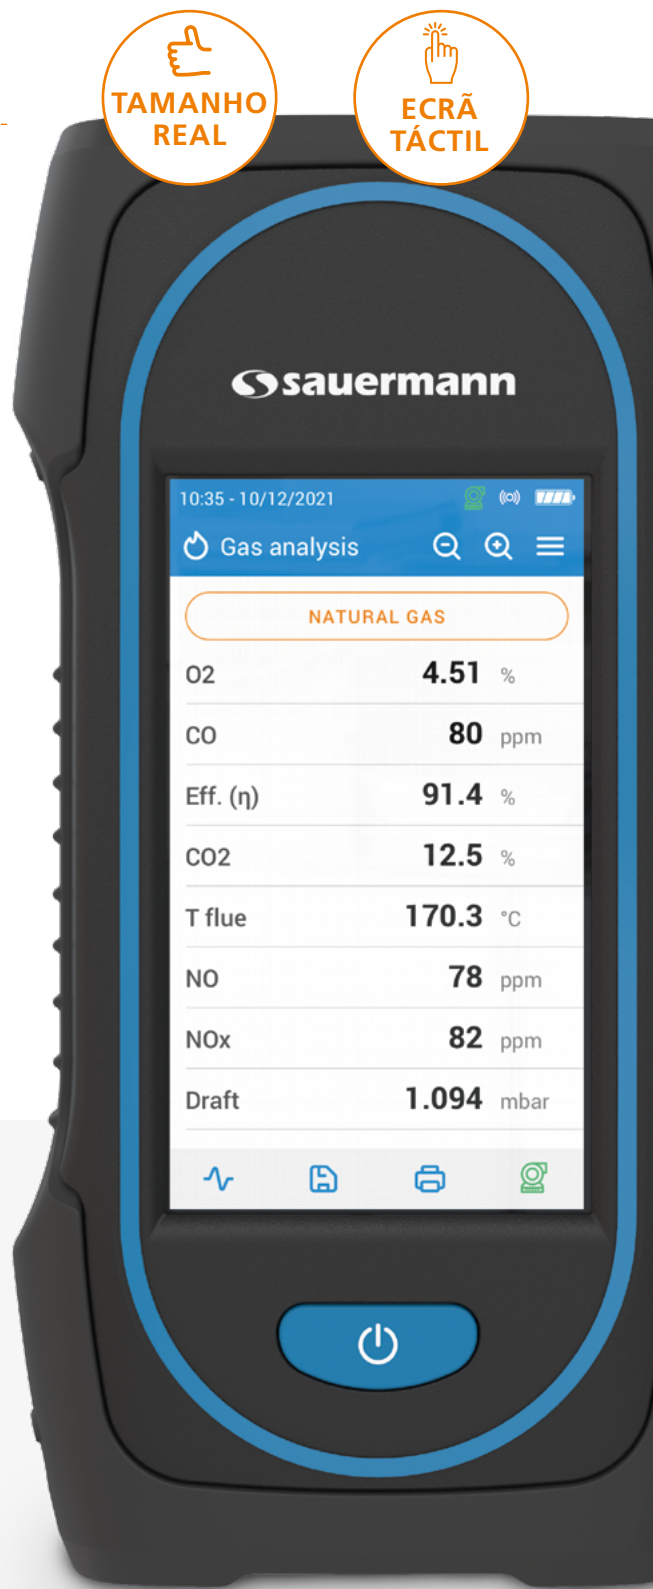 TAMANHO
REAL
ECRÃ
TÁCTIL
sauermann
10:35 - 10/12/2021
Gas analysis
NATURAL GAS
O2 4.51 %
CO 80 ppm
Eff. (η) 91.4 %
CO2 12.5 %
T flue 170.3 °C
NO 78 ppm
NOx 82 ppm
Draft 1.094 mbar